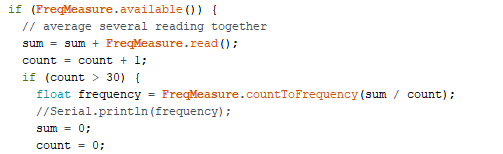 if (FreqMeasure.available()) {
// average several reading together
sum = sum + FreqMeasure.read();
count = count + 1;
if (count > 30) {
float frequency = FreqMeasure.countToFrequency(sum / count);
//Serial.println(frequency);
sum = 0;
count = 0;